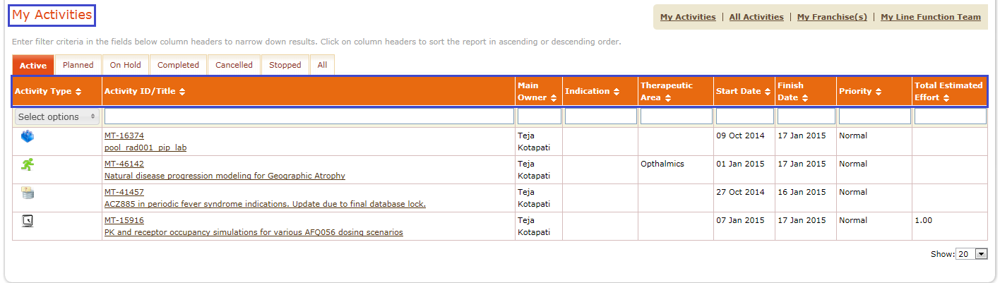 My Activities
My Activities | All Activities | My Franchise(s) | My Line Function Team
Enter filter criteria in the fields below column headers to narrow down results. Click on column headers to sort the report in ascending or descending order.
Active Planned On Hold Completed Cancelled Stopped All
Activity Type Activity ID/Title Main Owner Indication Therapeutic Area Start Date Finish Date Priority Total Estimated Effort
Select options
MT-16374 Teja Kotapati 09 Oct 2014 17 Jan 2015 Normal
pool_rad001_pip_lab
MT-46142 Teja Kotapati Opthalmics 01 Jan 2015 17 Jan 2015 Normal
Natural disease progression modeling for Geographic Atrophy
MT-41457 Teja Kotapati 27 Oct 2014 16 Jan 2015 Normal
ACZ885 in periodic fever syndrome indications. Update due to final database lock.
MT-15916 Teja Kotapati 07 Jan 2015 17 Jan 2015 Normal 1.00
PK and receptor occupancy simulations for various AFQ056 dosing scenarios
Show: 20